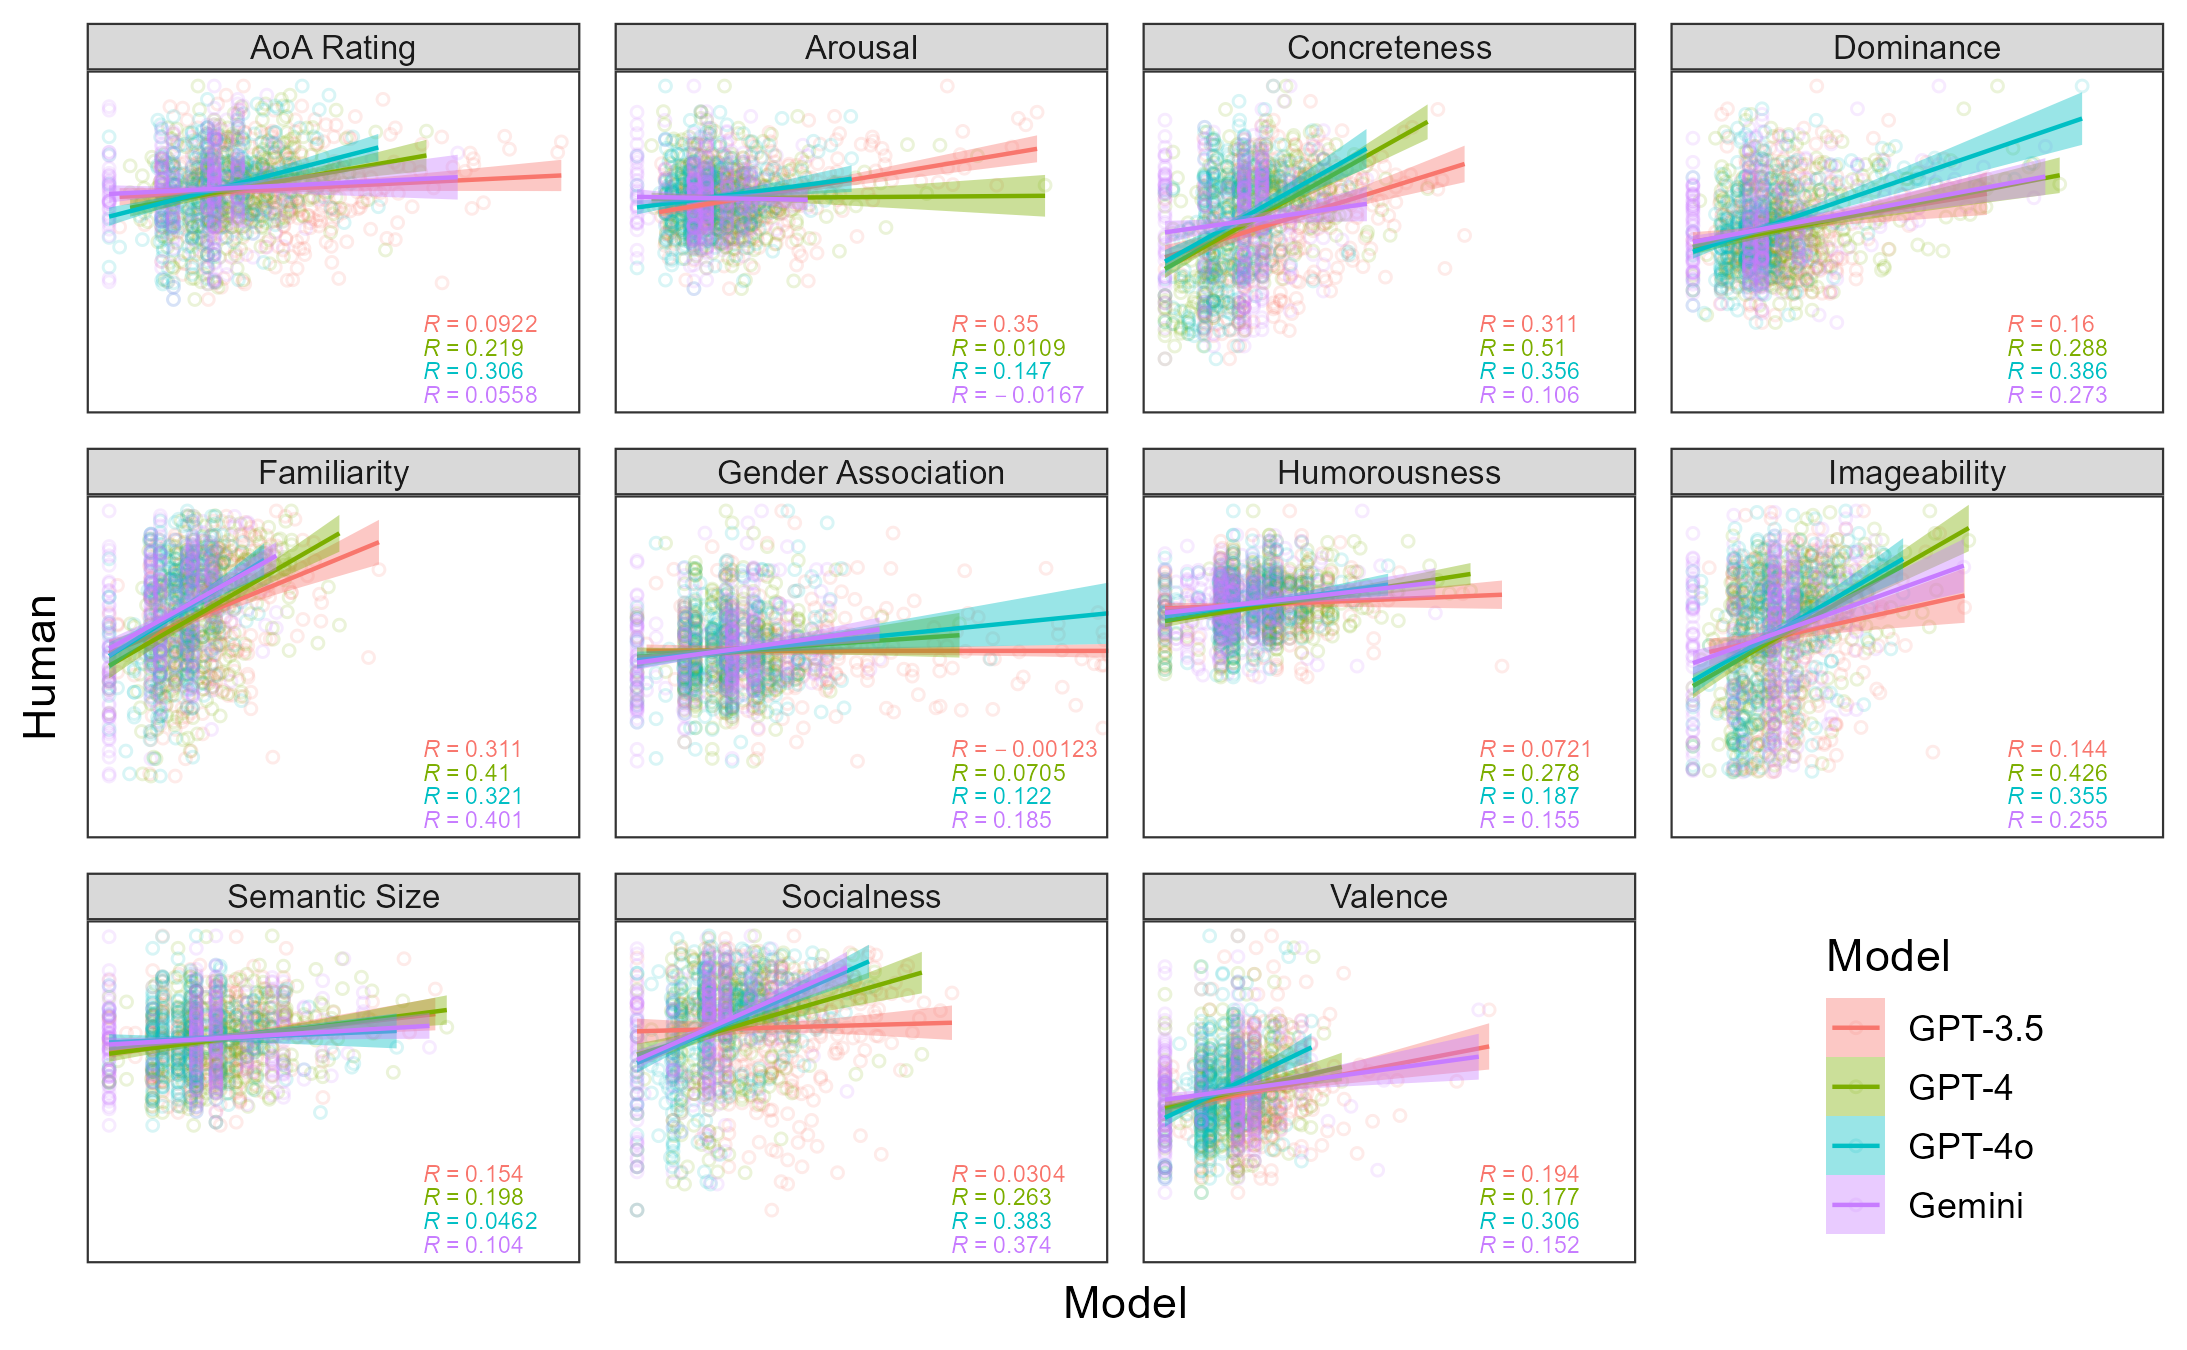 AoA Rating
Arousal
Concreteness
Dominance
R = 0.0922
R = 0.219
R = 0.306
R = 0.0558
R = 0.35
R = 0.0109
R = 0.147
R = − 0.0167
R = 0.311
R = 0.51
R = 0.356
R = 0.106
R = 0.16
R = 0.288
R = 0.386
R = 0.273
Human
Familiarity
Gender Association
Humorousness
Imageability
R = 0.311
R = 0.41
R = 0.321
R = 0.401
R = − 0.00123
R = 0.0705
R = 0.122
R = 0.185
R = 0.0721
R = 0.278
R = 0.187
R = 0.155
R = 0.144
R = 0.426
R = 0.355
R = 0.255
Semantic Size
Socialness
Valence
R = 0.154
R = 0.198
R = 0.0462
R = 0.104
R = 0.0304
R = 0.263
R = 0.383
R = 0.374
R = 0.194
R = 0.177
R = 0.306
R = 0.152
Model
GPT-3.5
GPT-4
GPT-4o
Gemini
Model